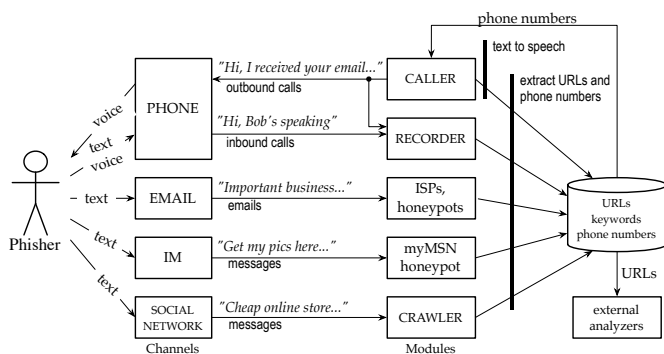 phone numbers
text to speech
extract URLs and
phone numbers
"Hi, I received your email..."
outbound calls
CALLER
voice
PHONE
text
voice
"Hi, Bob's speaking"
inbound calls
RECORDER
Phisher
text
EMAIL
"Important business..."
emails
ISPs,
honeypots
URLs
keywords
phone numbers
text
IM
"Get my pics here..."
messages
myMSN
honeypot
URLs
text
SOCIAL
NETWORK
"Cheap online store..."
messages
CRAWLER
external
analyzers
Channels
Modules